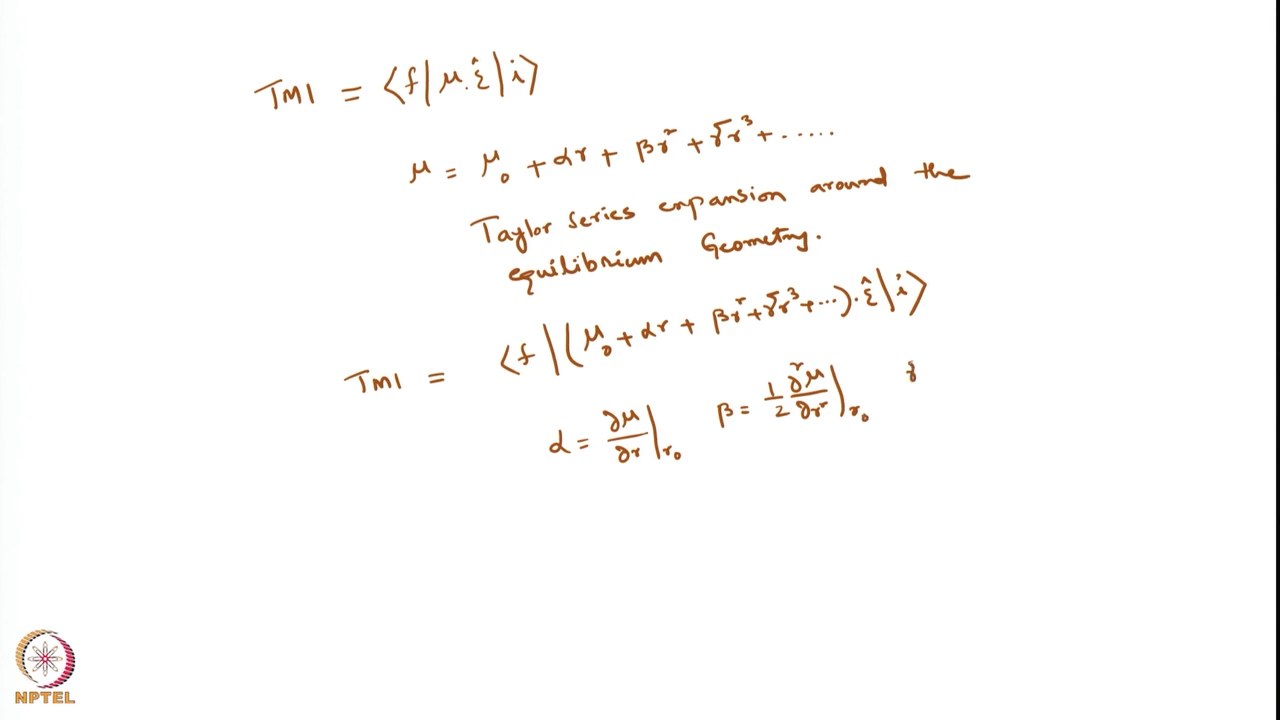 TMI = ⟨f|μ.ε̂|i⟩
μ = μ₀ + αr + βr² + γr³ + .....
Taylor series expansion around the
equilibrium Geometry.
TMI = ⟨f|(μ₀ + αr + βr² + γr³ + ...).ε̂|i⟩
α = ∂μ/∂r|r₀ β = 1/2 ∂²μ/∂r²|r₀
NPTEL